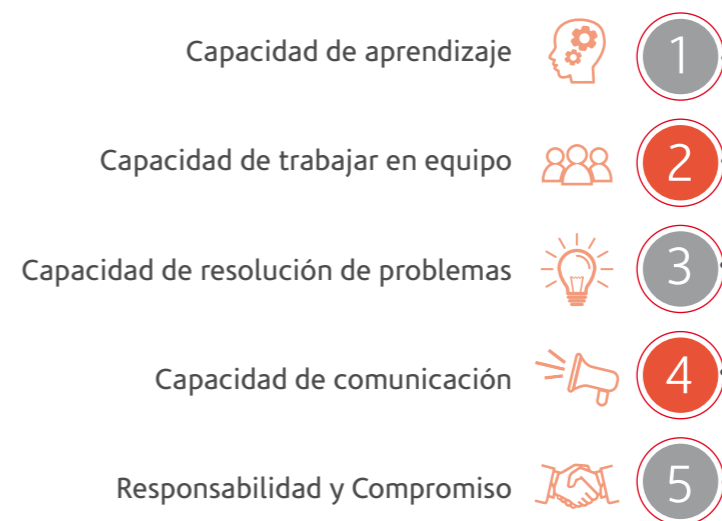 Capacidad de aprendizaje 1
Capacidad de trabajar en equipo 2
Capacidad de resolución de problemas 3
Capacidad de comunicación 4
Responsabilidad y Compromiso 5